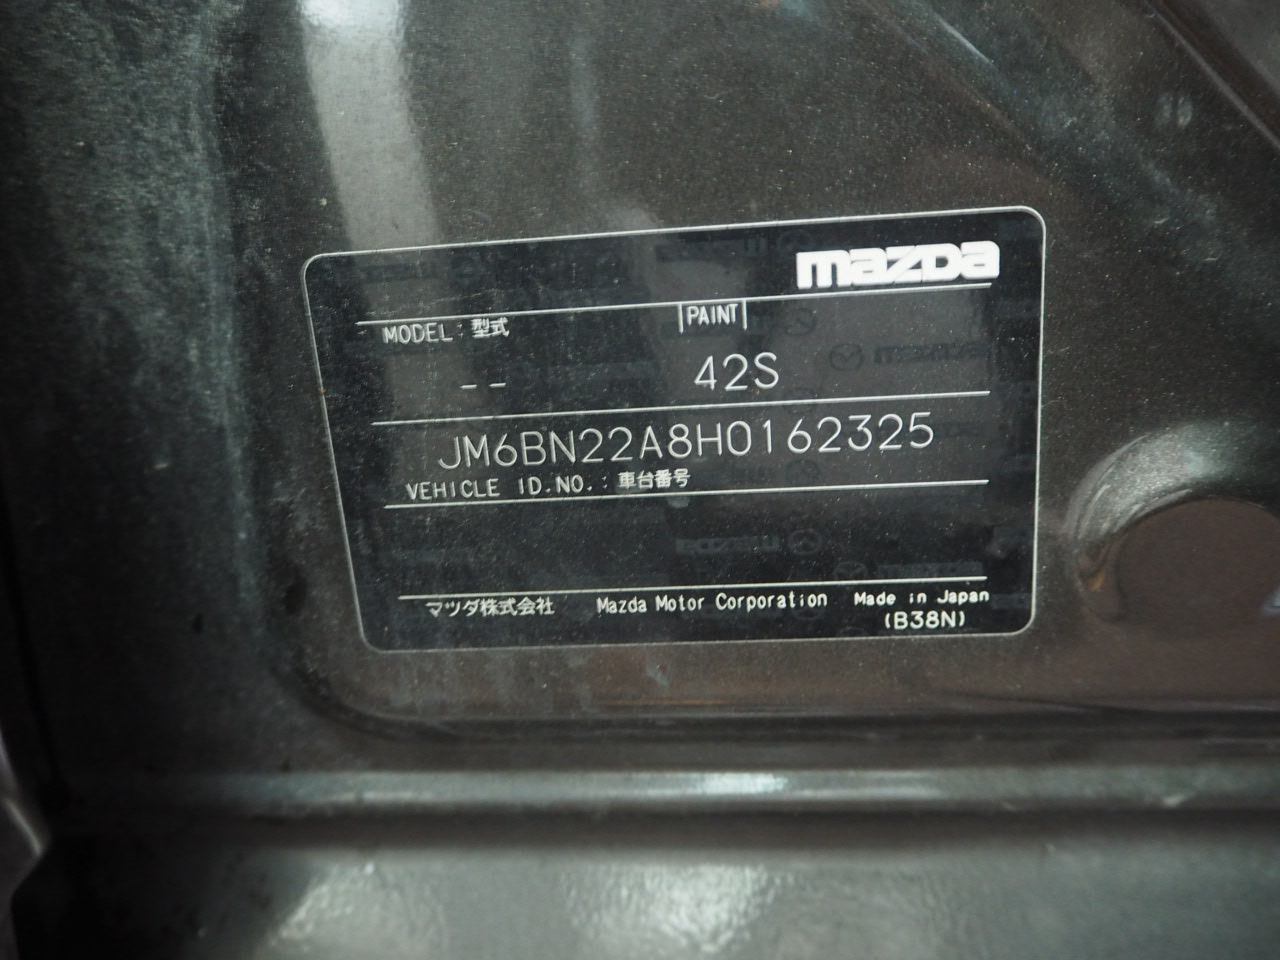 mazda
MODEL: 型式 PAINT
-- 42S
JM6BN22A8H0162325
VEHICLE ID.NO.: 車台番号
マツダ株式会社 Mazda Motor Corporation Made in Japan
(B38N)